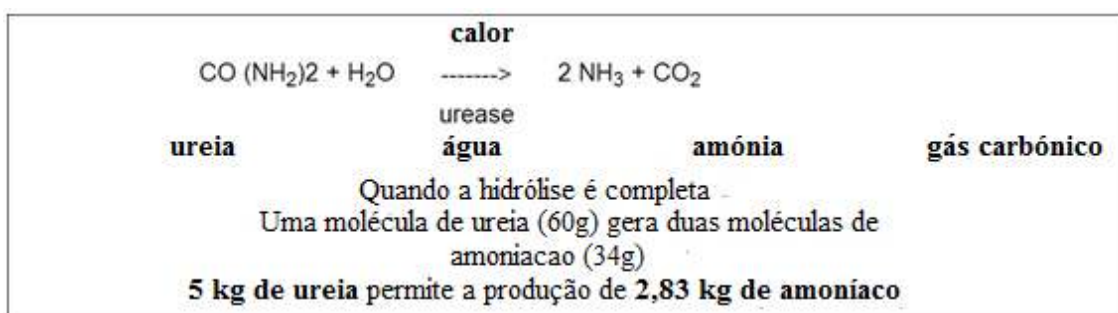 calor
CO (NH₂)2 + H₂O -------> 2 NH₃ + CO₂
urease
ureia água amónia gás carbónico
Quando a hidrólise é completa
Uma molécula de ureia (60g) gera duas moléculas de
amoniacao (34g)
5 kg de ureia permite a produção de 2,83 kg de amoníaco